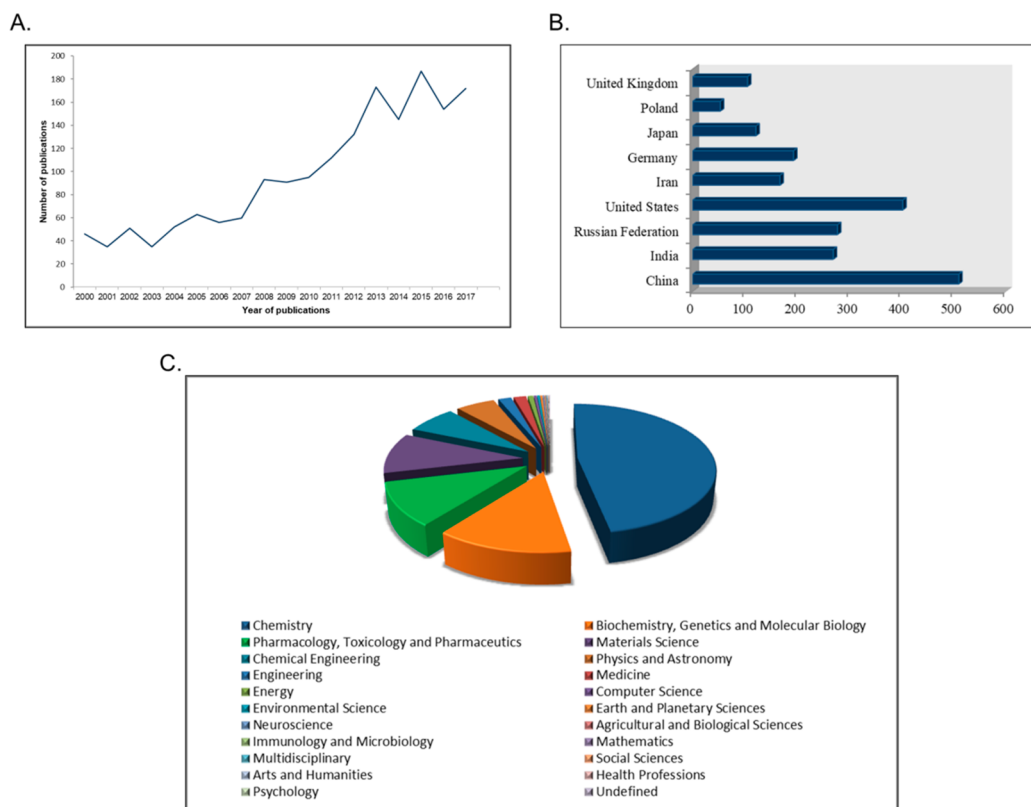 A.
B.
200
180
160
140
120
100
80
60
40
20
0
Number of publications
2000 2001 2002 2003 2004 2005 2006 2007 2008 2009 2010 2011 2012 2013 2014 2015 2016 2017
Year of publications
United Kingdom
Poland
Japan
Germany
Iran
United States
Russian Federation
India
China
0 100 200 300 400 500 600
C.
Chemistry
Biochemistry, Genetics and Molecular Biology
Pharmacology, Toxicology and Pharmaceutics
Materials Science
Chemical Engineering
Physics and Astronomy
Engineering
Medicine
Energy
Computer Science
Environmental Science
Earth and Planetary Sciences
Neuroscience
Agricultural and Biological Sciences
Immunology and Microbiology
Mathematics
Multidisciplinary
Social Sciences
Arts and Humanities
Health Professions
Psychology
Undefined